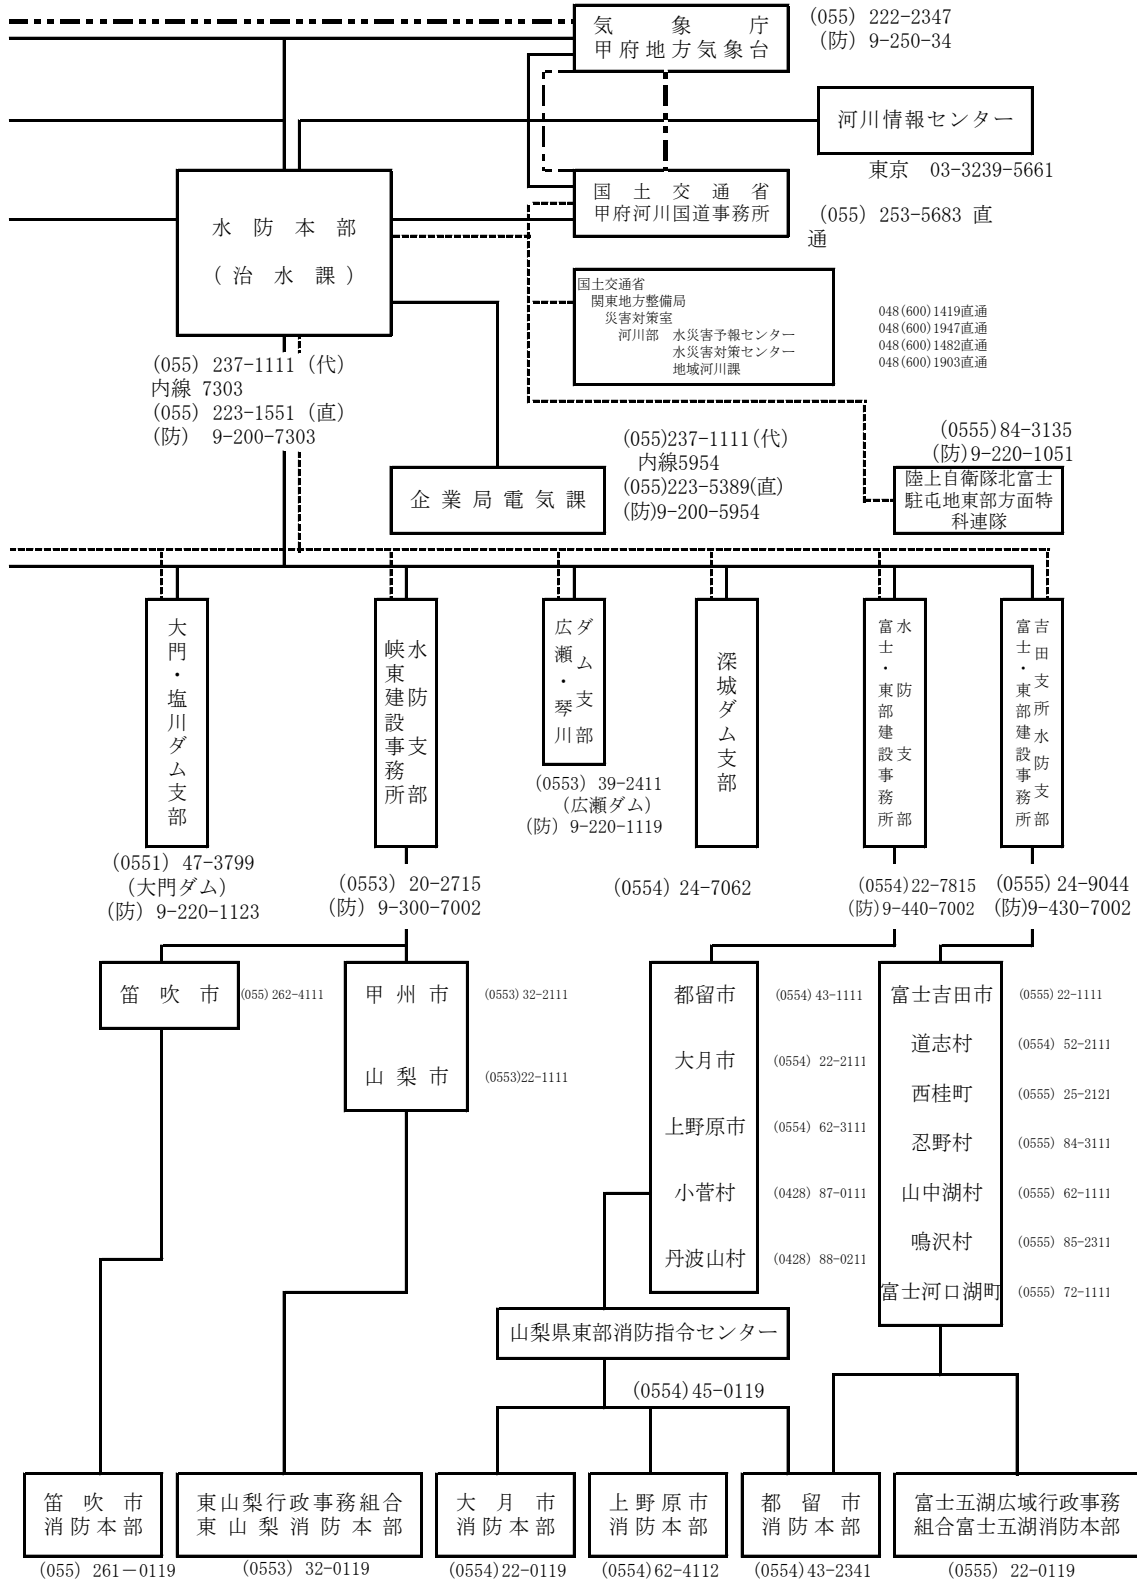 気　象　庁
甲府地方気象台
(055) 222-2347
(防) 9-250-34
河川情報センター
東京　03-3239-5661
国　土　交　通　省
甲府河川国道事務所
(055) 253-5683 直
通
水　防　本　部
（ 治　水　課 ）
国土交通省
関東地方整備局
災害対策室
河川部　水災害予報センター
水災害対策センター
地域河川課
048(600)1419直通
048(600)1947直通
048(600)1482直通
048(600)1903直通
(055) 237-1111 (代)
内線 7303
(055) 223-1551 (直)
(防)　9-200-7303
企業局電気課
(055)237-1111(代)
内線5954
(055)223-5389(直)
(防)9-200-5954
(0555)84-3135
(防)9-220-1051
陸上自衛隊北富士
駐屯地東部方面特
科連隊
大門・塩川ダム支部
峡東建設事務所
水防支部
広瀬・琴川
ダム支部
深城ダム支部
富士・東部建設事務所
水防支部
富士・東部建設事務所
吉田支所水防支部
(0551) 47-3799
(大門ダム)
(防) 9-220-1123
(0553) 20-2715
(防) 9-300-7002
(0553) 39-2411
(広瀬ダム)
(防) 9-220-1119
(0554) 24-7062
(0554)22-7815
(防)9-440-7002
(0555) 24-9044
(防)9-430-7002
笛　吹　市
(055) 262-4111
甲　州　市
(0553) 32-2111
山　梨　市
(0553)22-1111
都留市
(0554) 43-1111
大月市
(0554) 22-2111
上野原市
(0554) 62-3111
小菅村
(0428) 87-0111
丹波山村
(0428) 88-0211
富士吉田市
(0555) 22-1111
道志村
(0554) 52-2111
西桂町
(0555) 25-2121
忍野村
(0555) 84-3111
山中湖村
(0555) 62-1111
鳴沢村
(0555) 85-2311
富士河口湖町
(0555) 72-1111
山梨県東部消防指令センター
(0554)45-0119
笛　吹　市
消防本部
(055) 261－0119
東山梨行政事務組合
東山梨消防本部
(0553) 32-0119
大　月　市
消防本部
(0554)22-0119
上野原市
消防本部
(0554)62-4112
都　留　市
消防本部
(0554)43-2341
富士五湖広域行政事務
組合富士五湖消防本部
(0555) 22-0119